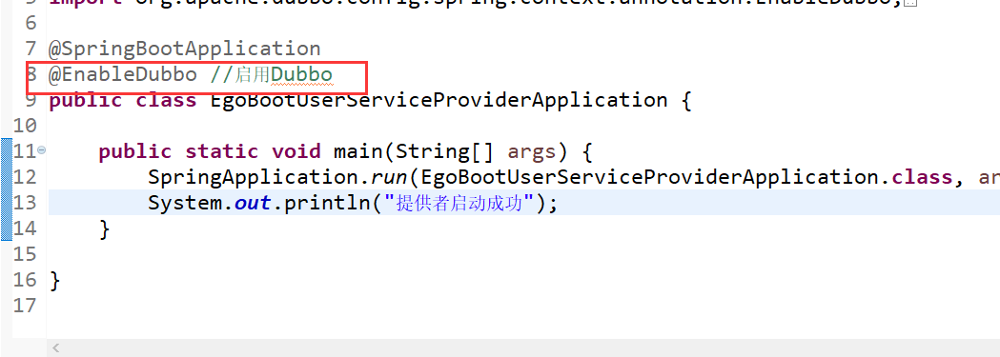 5 import org.apache.dubbo.config.spring.context.annotation.EnableDubbo;
6
7 @SpringBootApplication
8 @EnableDubbo //启用Dubbo
9 public class EgoBootUserServiceProviderApplication {
10
11 public static void main(String[] args) {
12 SpringApplication.run(EgoBootUserServiceProviderApplication.class, ar
13 System.out.println("提供者启动成功");
14 }
15
16 }
17